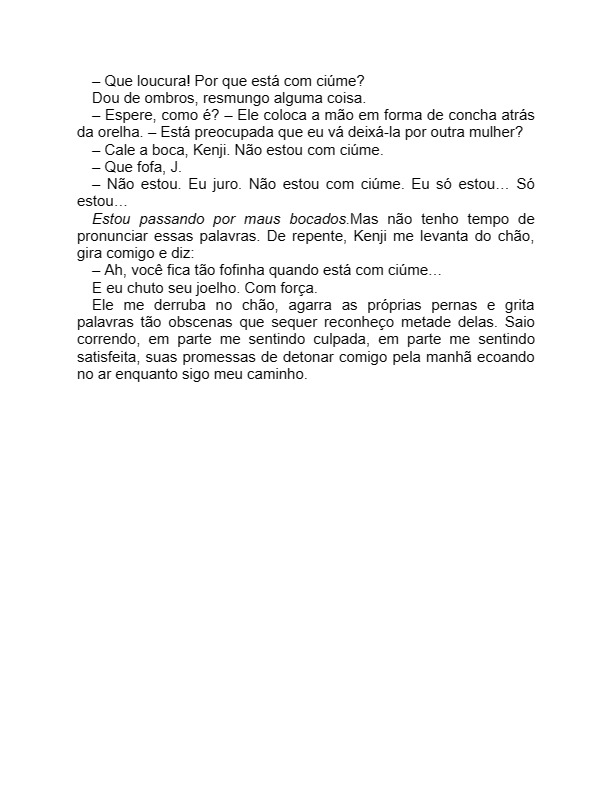 – Que loucura! Por que está com ciúme?
Dou de ombros, resmungo alguma coisa.
– Espere, como é? – Ele coloca a mão em forma de concha atrás
da orelha. – Está preocupada que eu vá deixá-la por outra mulher?
– Cale a boca, Kenji. Não estou com ciúme.
– Que fofa, J.
– Não estou. Eu juro. Não estou com ciúme. Eu só estou… Só
estou…
Estou passando por maus bocados.Mas não tenho tempo de
pronunciar essas palavras. De repente, Kenji me levanta do chão,
gira comigo e diz:
– Ah, você fica tão fofinha quando está com ciúme…
E eu chuto seu joelho. Com força.
Ele me derruba no chão, agarra as próprias pernas e grita
palavras tão obscenas que sequer reconheço metade delas. Saio
correndo, em parte me sentindo culpada, em parte me sentindo
satisfeita, suas promessas de detonar comigo pela manhã ecoando
no ar enquanto sigo meu caminho.